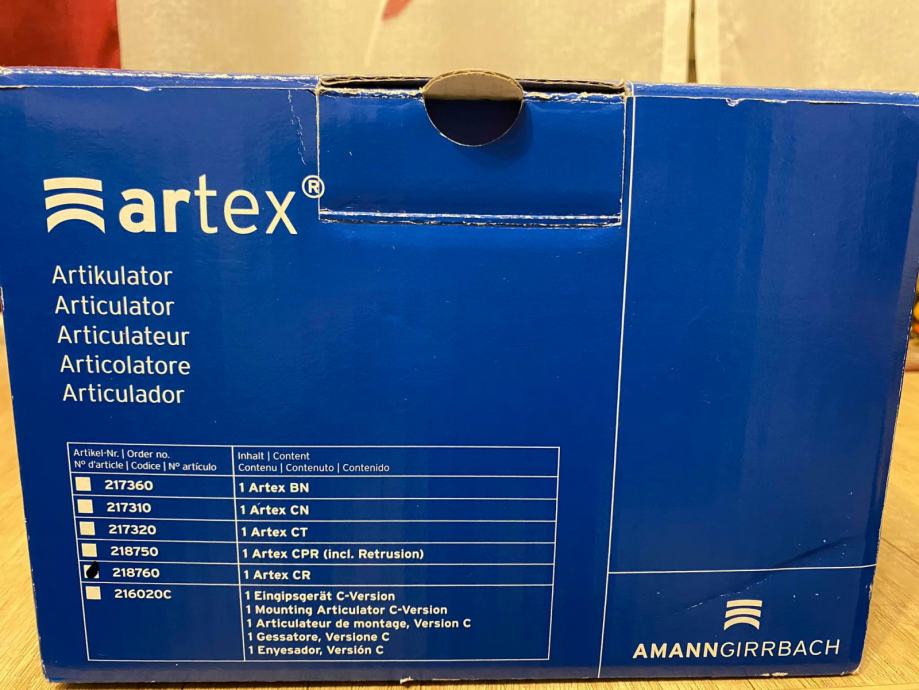 artex®
Artikulator
Articulator
Articulateur
Articolatore
Articulador
Artikel-Nr. | Order no.
N° d'article | Codice | N° artículo
Inhalt | Content
Contenu | Contenuto | Contenido
217360 1 Artex BN
217310 1 Artex CN
217320 1 Artex CT
218750 1 Artex CPR (incl. Retrusion)
218760 1 Artex CR
216020C 1 Eingipsgerät C-Version
1 Mounting Articulator C-Version
1 Articulateur de montage, Version C
1 Gessatore, Versione C
1 Enyesador, Versión C
AMANNGIRRBACH